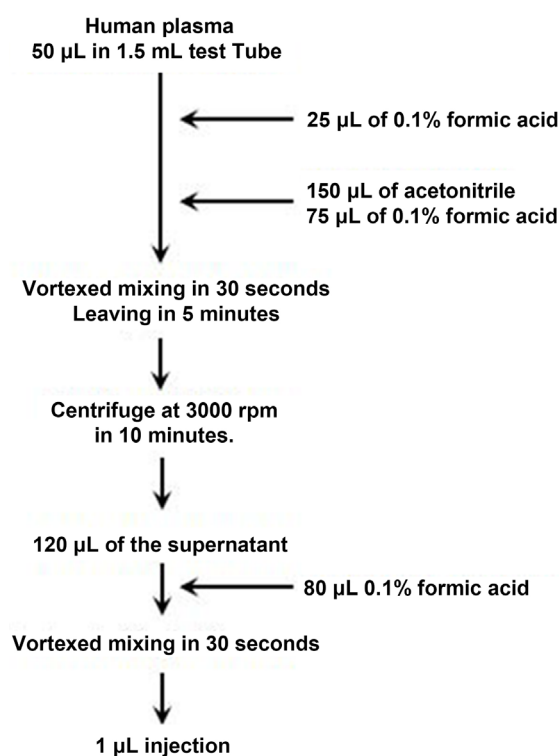 Human plasma
50 µL in 1.5 mL test Tube
25 µL of 0.1% formic acid
150 µL of acetonitrile
75 µL of 0.1% formic acid
Vortexed mixing in 30 seconds
Leaving in 5 minutes
Centrifuge at 3000 rpm
in 10 minutes.
120 µL of the supernatant
80 µL 0.1% formic acid
Vortexed mixing in 30 seconds
1 µL injection